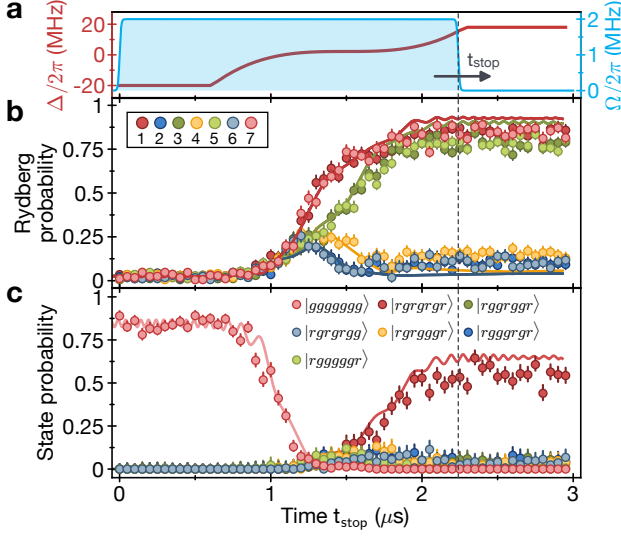 a
Δ/2π (MHz)
20
0
-20
t_stop
2
1
0
Ω/2π (MHz)
b
Rydberg
probability
0.75
0.5
0.25
0
1 2 3 4 5 6 7
c
State probability
1
0.75
0.5
0.25
0
|ggggggg⟩ |rgrgrgr⟩ |rggrggr⟩
|rgrgrgg⟩ |rgrgggr⟩ |rgggrgr⟩
|rgggggr⟩
0 1 2 3
Time t_stop (μs)